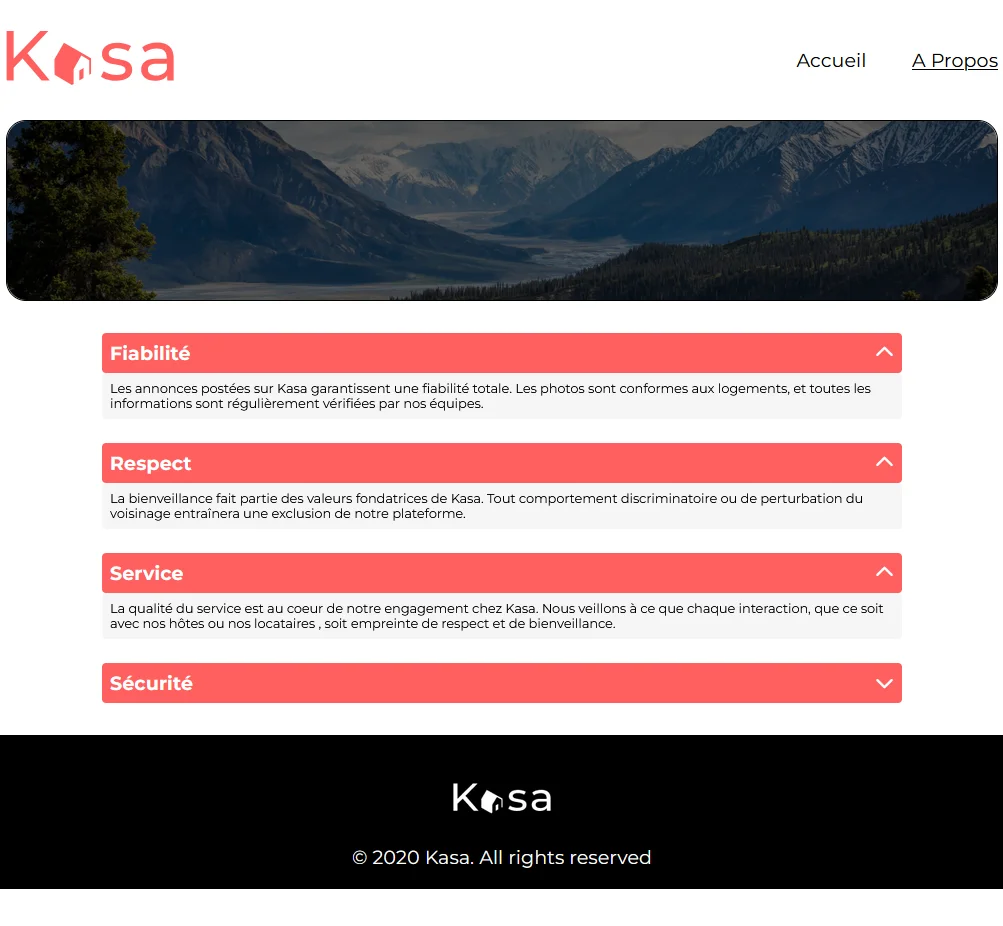 Kasa
Accueil
A Propos
Fiabilité
Les annonces postées sur Kasa garantissent une fiabilité totale. Les photos sont conformes aux logements, et toutes les
informations sont régulièrement vérifiées par nos équipes.
Respect
La bienveillance fait partie des valeurs fondatrices de Kasa. Tout comportement discriminatoire ou de perturbation du
voisinage entraînera une exclusion de notre plateforme.
Service
La qualité du service est au coeur de notre engagement chez Kasa. Nous veillons à ce que chaque interaction, que ce soit
avec nos hôtes ou nos locataires , soit empreinte de respect et de bienveillance.
Sécurité
Kasa
© 2020 Kasa. All rights reserved